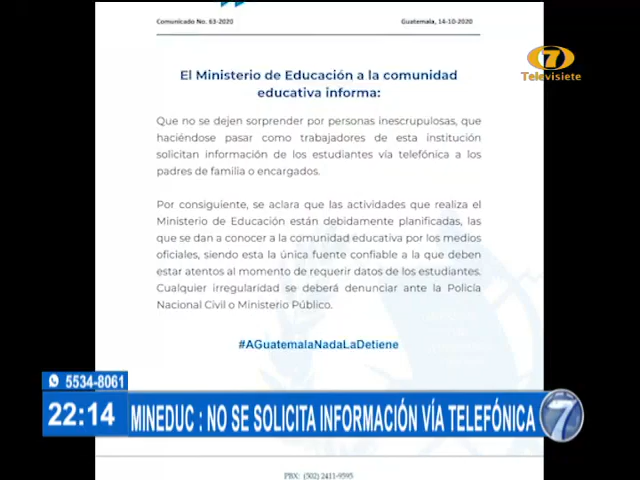 Comunicado No. 63-2020
Guatemala, 14-10-2020
7
Televisiete
El Ministerio de Educación a la comunidad
educativa informa:
Que no se dejen sorprender por personas inescrupulosas, que
haciéndose pasar como trabajadores de esta institución
solicitan información de los estudiantes vía telefónica a los
padres de familia o encargados.
Por consiguiente, se aclara que las actividades que realiza el
Ministerio de Educación están debidamente planificadas, las
que se dan a conocer a la comunidad educativa por los medios
oficiales, siendo esta la única fuente confiable a la que deben
estar atentos al momento de requerir datos de los estudiantes.
Cualquier irregularidad se deberá denunciar ante la Policía
Nacional Civil o Ministerio Público.
#AGuatemalaNadaLaDetiene
5534-8061
22:14
MINEDUC : NO SE SOLICITA INFORMACIÓN VÍA TELEFÓNICA
7
PBX: (502) 2411-9595